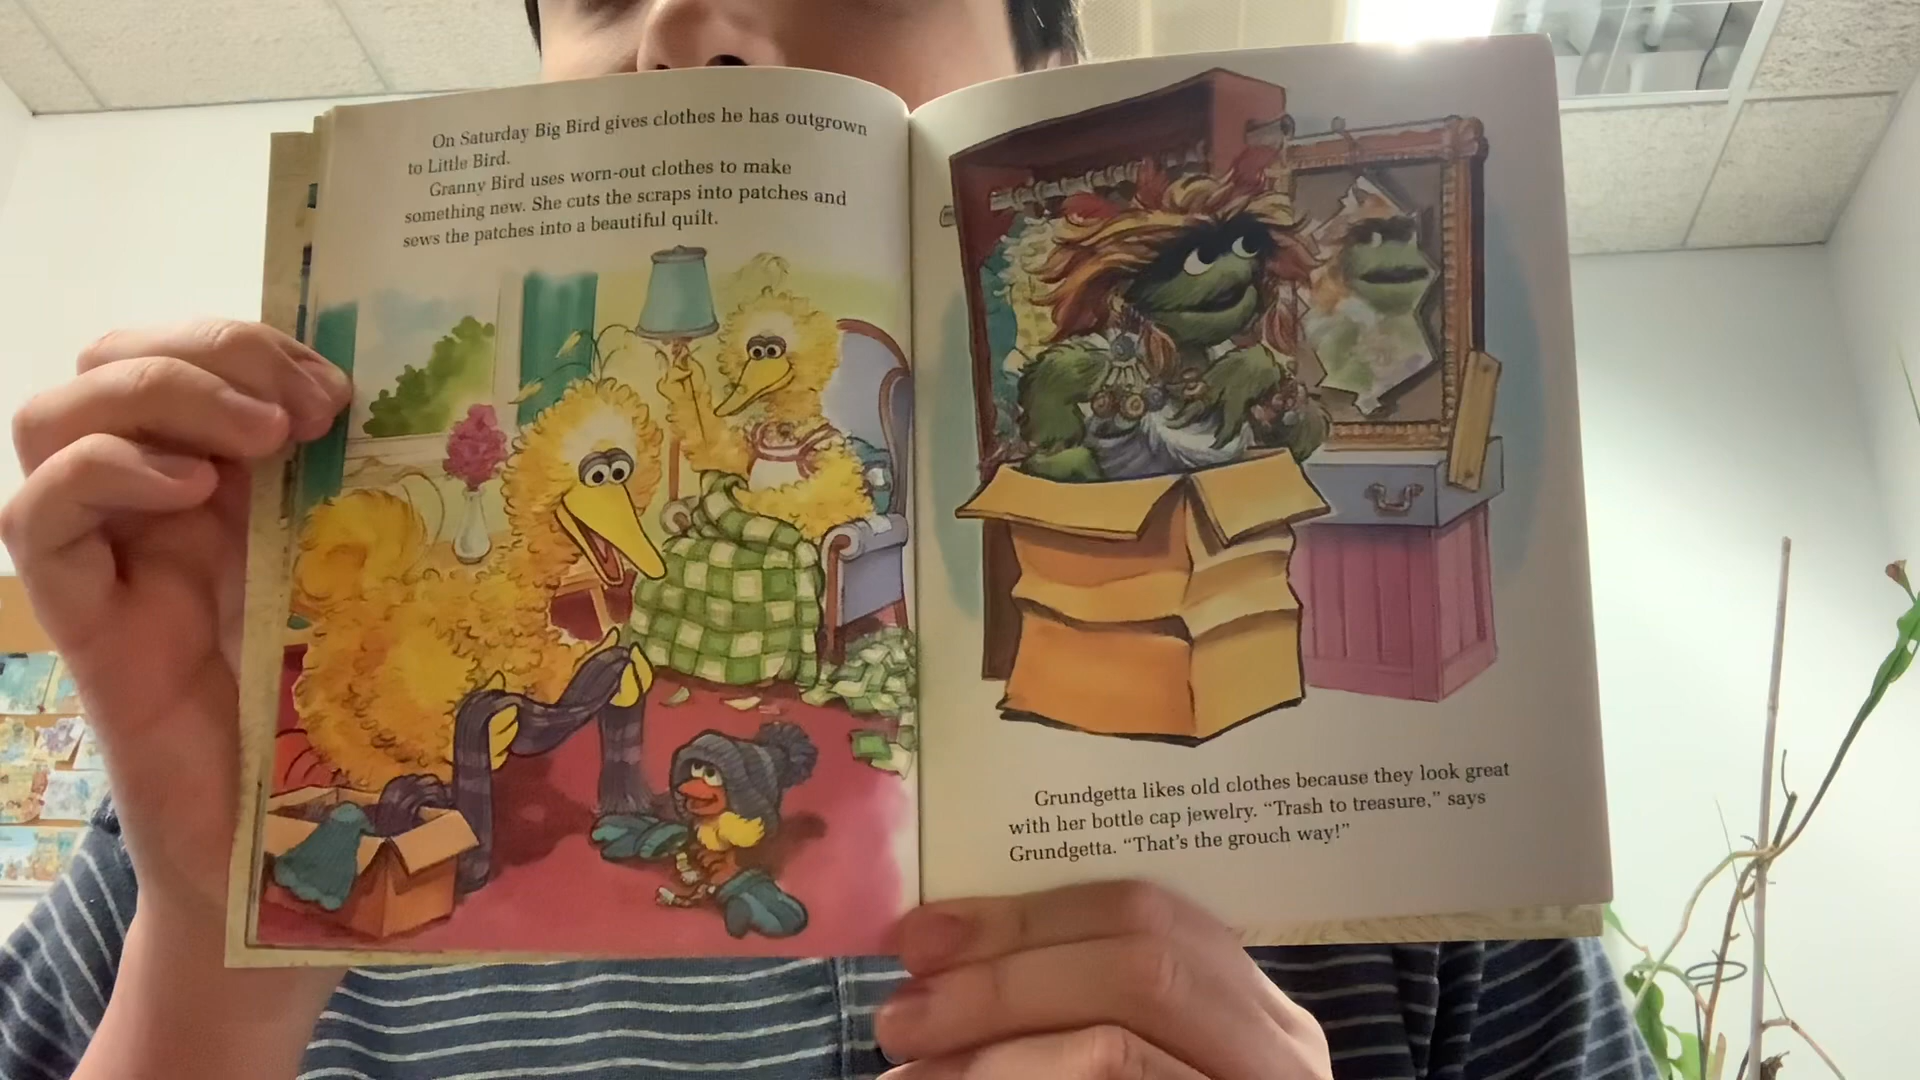 On Saturday Big Bird gives clothes he has outgrown
to Little Bird.
Granny Bird uses worn-out clothes to make
something new. She cuts the scraps into patches and
sews the patches into a beautiful quilt.
Grundgetta likes old clothes because they look great
with her bottle cap jewelry. “Trash to treasure,” says
Grundgetta. “That’s the grouch way!”